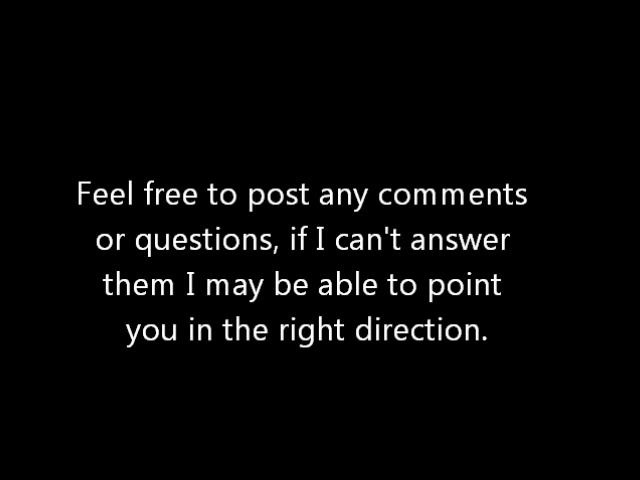 Feel free to post any comments
or questions, if I can't answer
them I may be able to point
you in the right direction.